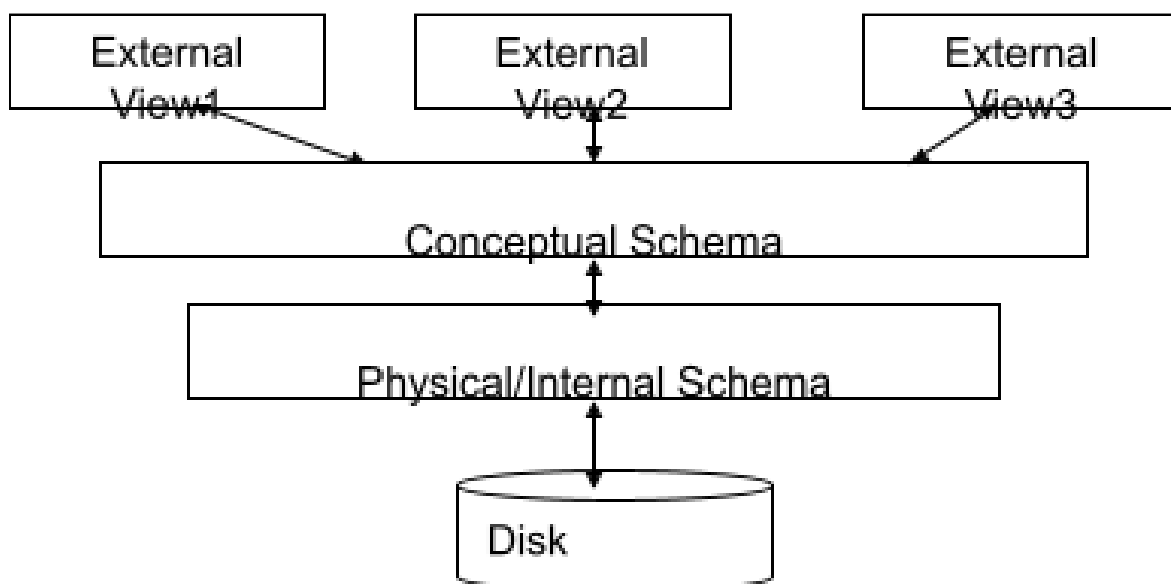 External
View1
External
View2
External
View3
Conceptual Schema
Physical/Internal Schema
Disk